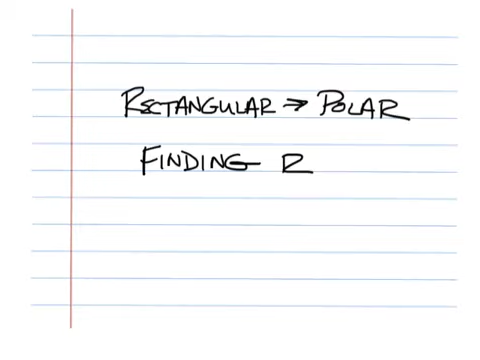 RECTANGULAR → POLAR
FINDING R